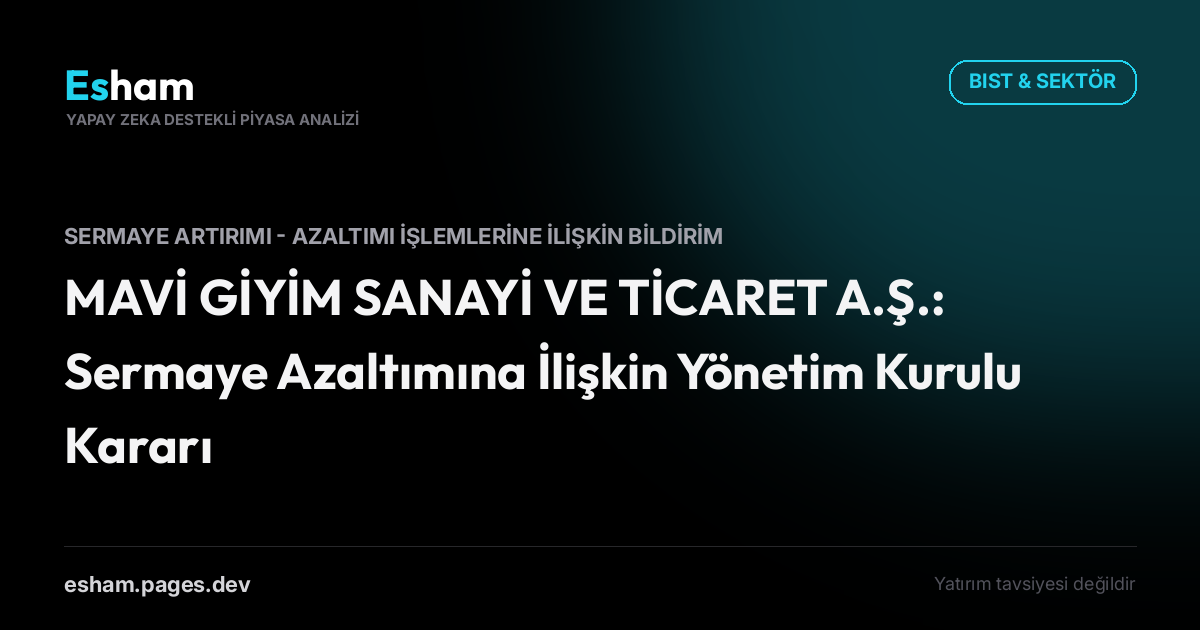 Esham
YAPAY ZEKA DESTEKLİ PİYASA ANALİZİ
BIST & SEKTÖR
SERMAYE ARTIRIMI - AZALTIMI İŞLEMLERİNE İLİŞKİN BİLDİRİM
MAVİ GİYİM SANAYİ VE TİCARET A.Ş.:
Sermaye Azaltımına İlişkin Yönetim Kurulu
Kararı
esham.pages.dev
Yatırım tavsiyesi değildir